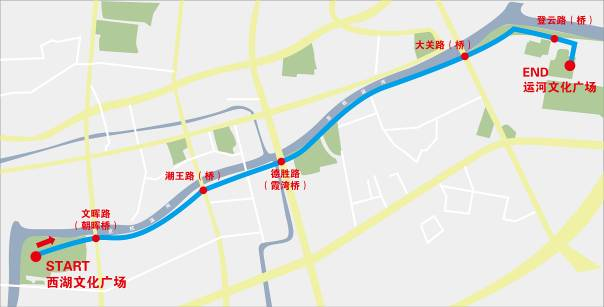 登云路（桥）
大关路（桥）
END
运河文化广场
潮王路（桥）
德胜路
（霞湾桥）
文晖路
（朝晖桥）
START
西湖文化广场